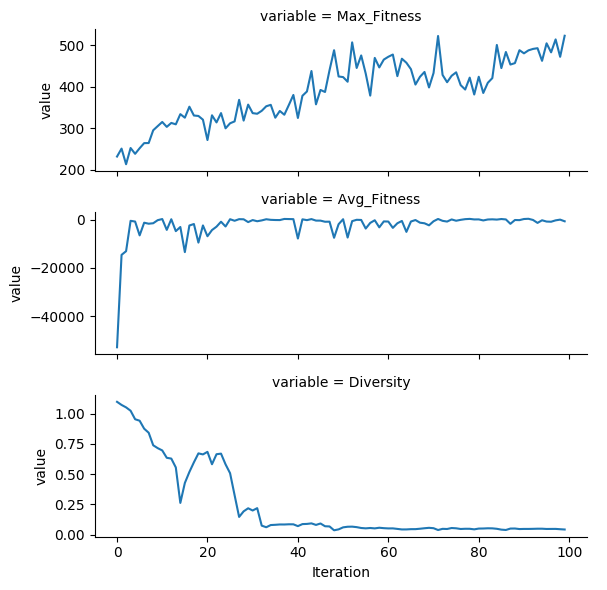 variable = Max_Fitness
500
400
300
200
value
variable = Avg_Fitness
0
−20000
−40000
value
variable = Diversity
1.00
0.75
0.50
0.25
0.00
value
0 20 40 60 80 100
Iteration